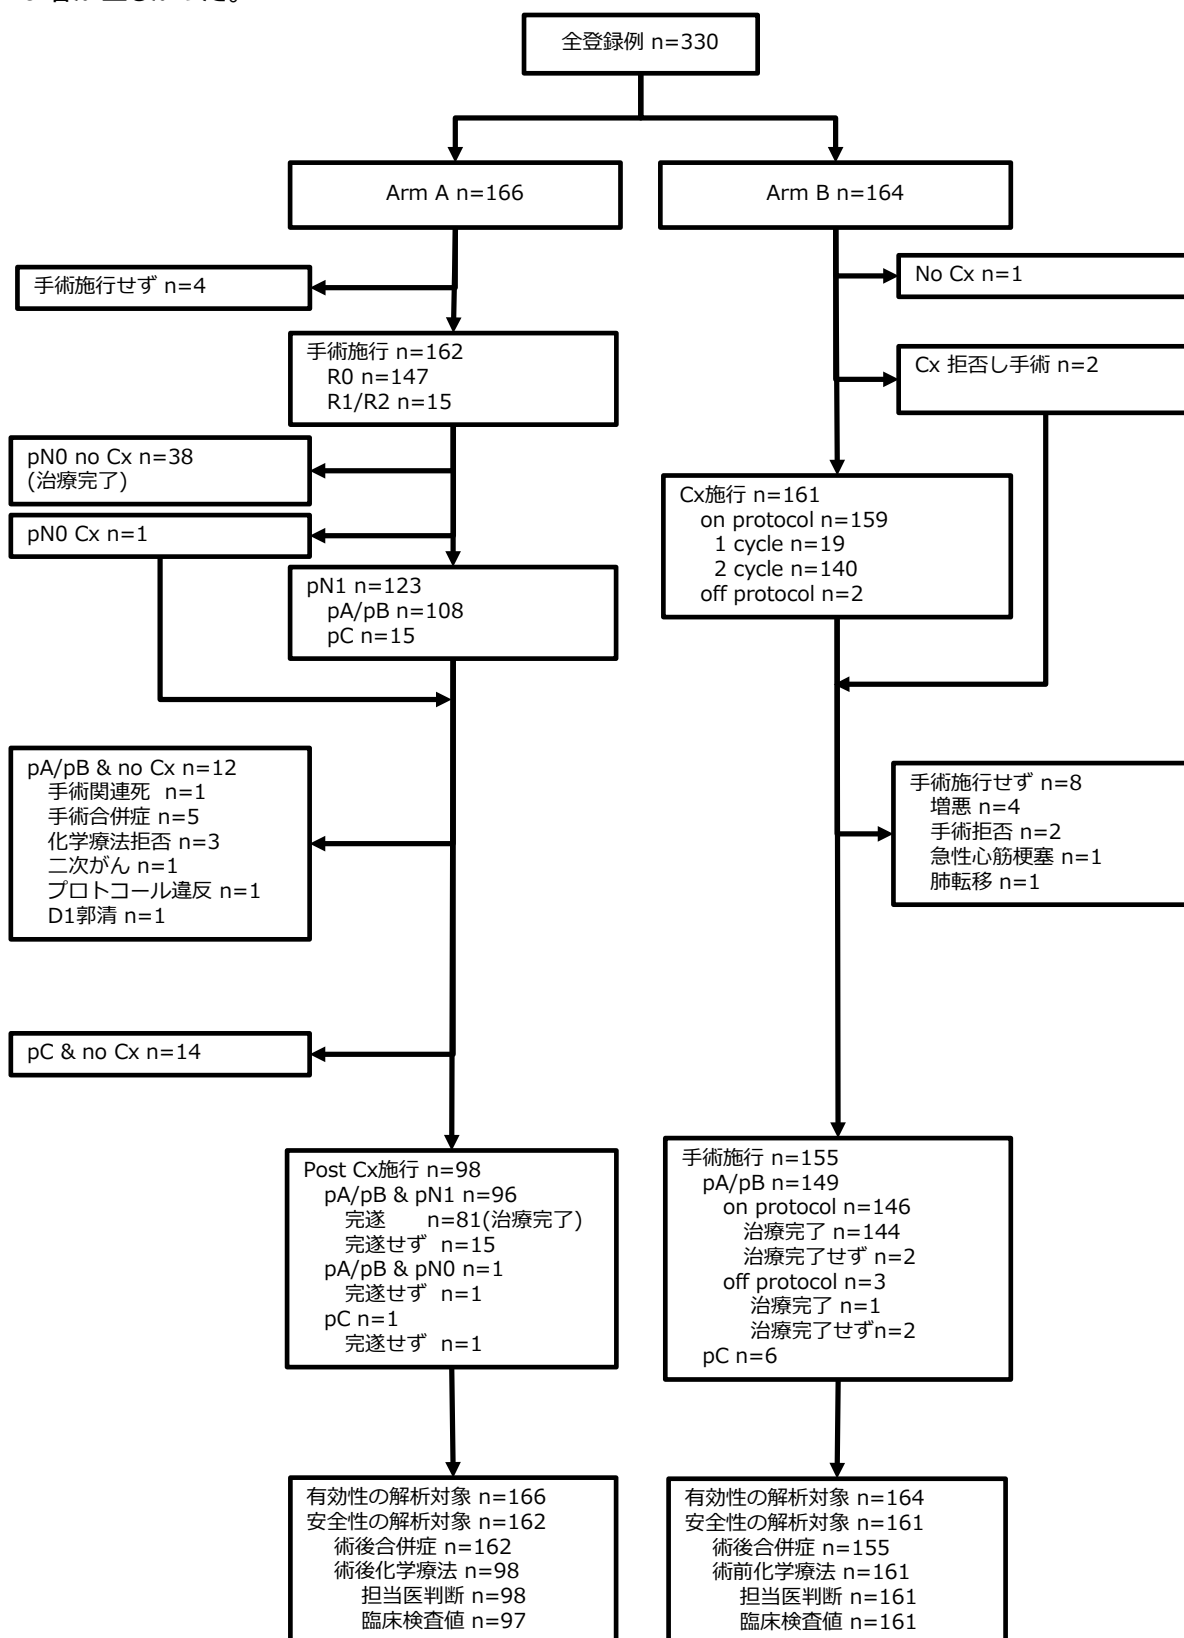 全登録例 n=330
Arm A n=166
Arm B n=164
手術施行せず n=4
No Cx n=1
手術施行 n=162
R0 n=147
R1/R2 n=15
Cx 拒否し手術 n=2
pN0 no Cx n=38
(治療完了)
pN0 Cx n=1
Cx施行 n=161
on protocol n=159
1 cycle n=19
2 cycle n=140
off protocol n=2
pN1 n=123
pA/pB n=108
pC n=15
pA/pB & no Cx n=12
手術関連死 n=1
手術合併症 n=5
化学療法拒否 n=3
二次がん n=1
プロトコール違反 n=1
D1郭清 n=1
手術施行せず n=8
増悪 n=4
手術拒否 n=2
急性心筋梗塞 n=1
肺転移 n=1
pC & no Cx n=14
Post Cx施行 n=98
pA/pB & pN1 n=96
完遂 n=81(治療完了)
完遂せず n=15
pA/pB & pN0 n=1
完遂せず n=1
pC n=1
完遂せず n=1
手術施行 n=155
pA/pB n=149
on protocol n=146
治療完了 n=144
治療完了せず n=2
off protocol n=3
治療完了 n=1
治療完了せずn=2
pC n=6
有効性の解析対象 n=166
安全性の解析対象 n=162
術後合併症 n=162
術後化学療法 n=98
担当医判断 n=98
臨床検査値 n=97
有効性の解析対象 n=164
安全性の解析対象 n=161
術後合併症 n=155
術前化学療法 n=161
担当医判断 n=161
臨床検査値 n=161